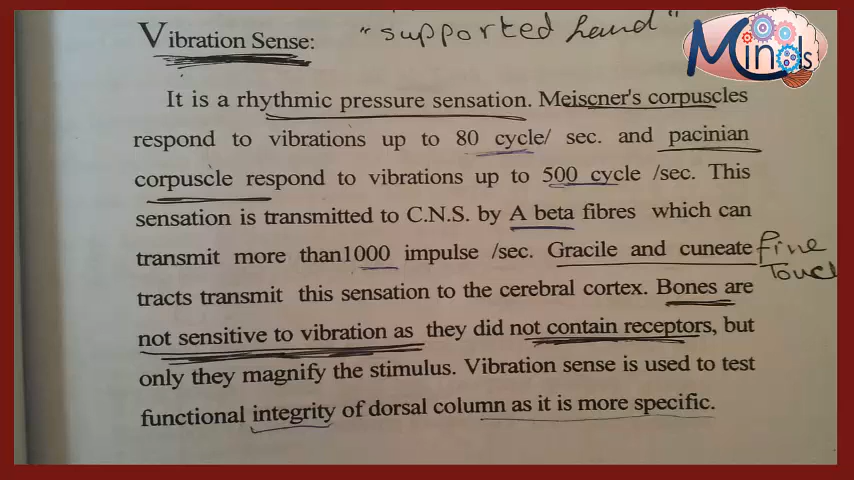 "supported hand"
Minds
Vibration Sense:
It is a rhythmic pressure sensation. Meiscner's corpuscles
respond to vibrations up to 80 cycle/ sec. and pacinian
corpuscle respond to vibrations up to 500 cycle /sec. This
sensation is transmitted to C.N.S. by A beta fibres which can
transmit more than1000 impulse /sec. Gracile and cuneate
fine
Touch
tracts transmit this sensation to the cerebral cortex. Bones are
not sensitive to vibration as they did not contain receptors, but
only they magnify the stimulus. Vibration sense is used to test
functional integrity of dorsal column as it is more specific.